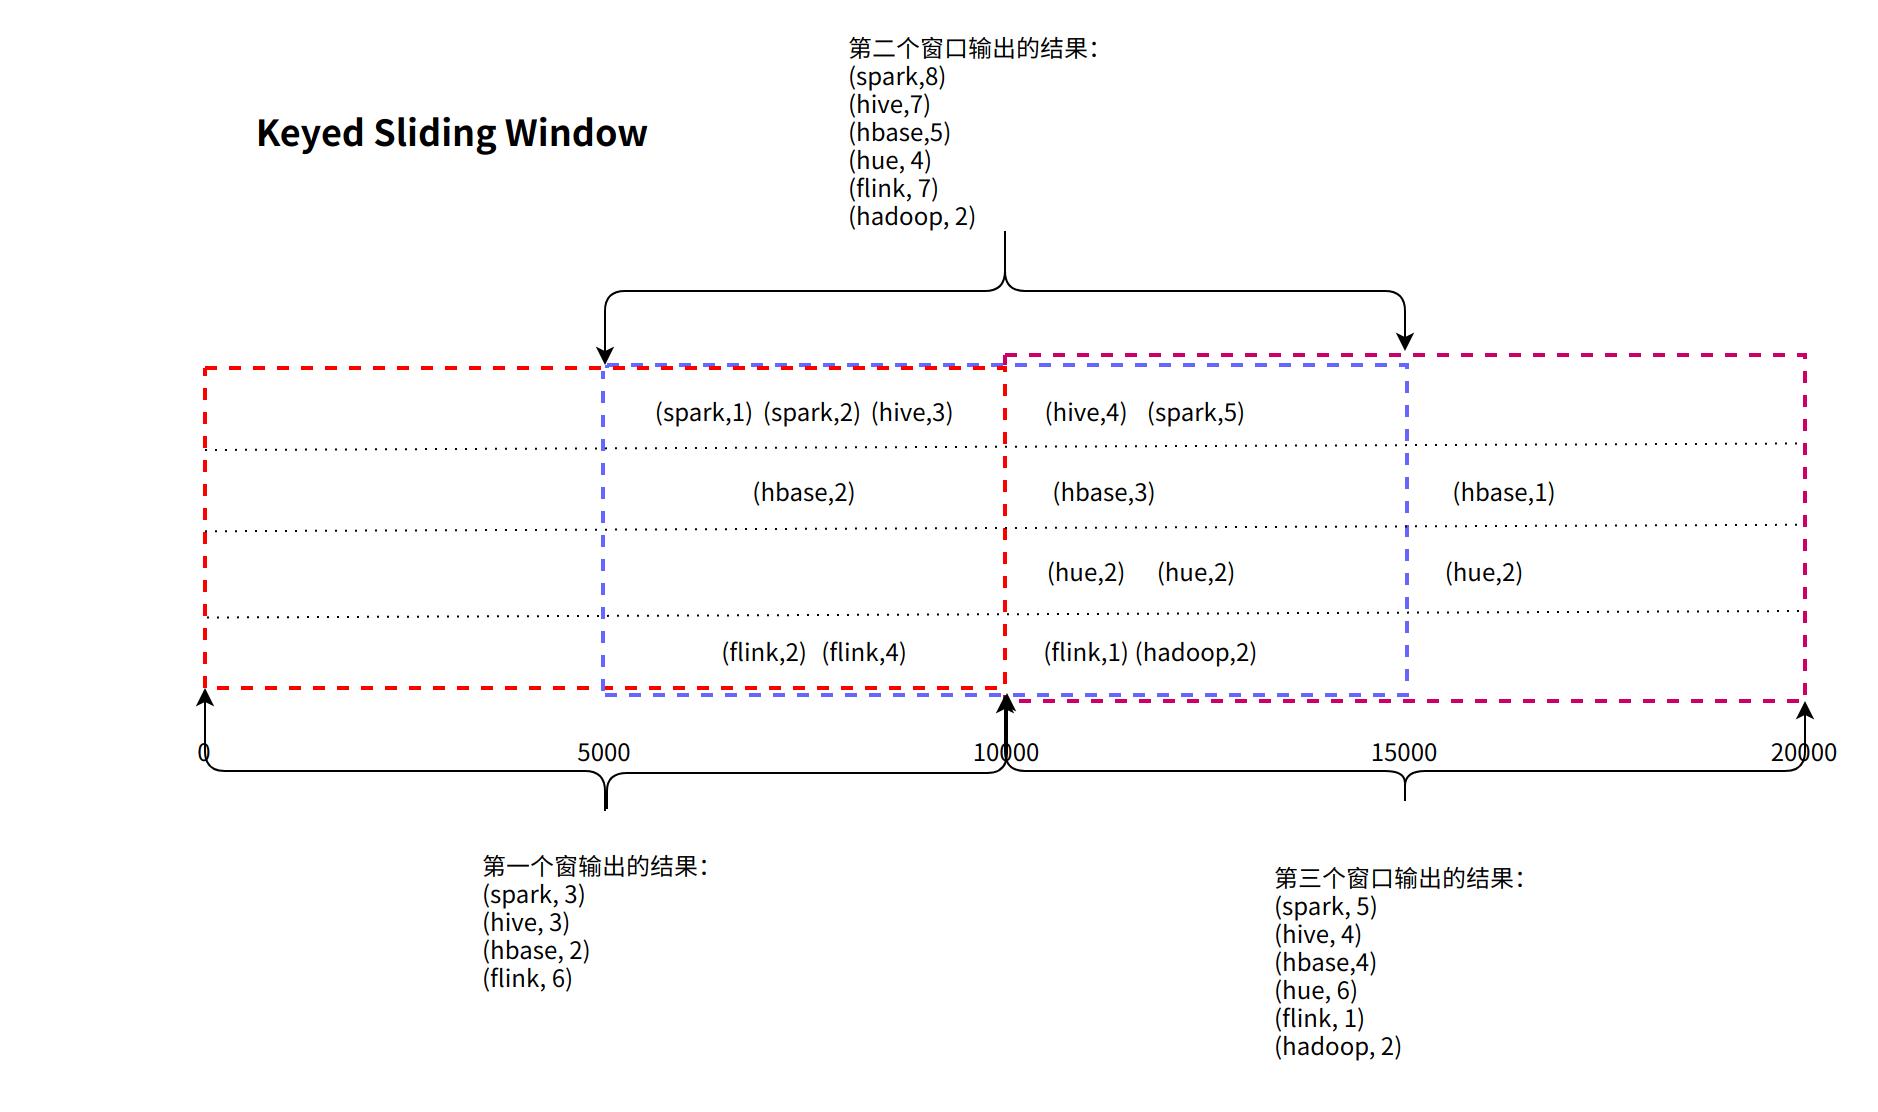 第二个窗口输出的结果：
(spark,8)
(hive,7)
(hbase,5)
(hue, 4)
(flink, 7)
(hadoop, 2)
Keyed Sliding Window
(spark,1) (spark,2) (hive,3) (hive,4) (spark,5)
(hbase,2) (hbase,3) (hbase,1)
(hue,2) (hue,2) (hue,2)
(flink,2) (flink,4) (flink,1) (hadoop,2)
0 5000 10000 15000 20000
第一个窗输出的结果：
(spark, 3)
(hive, 3)
(hbase, 2)
(flink, 6)
第三个窗口输出的结果：
(spark, 5)
(hive, 4)
(hbase,4)
(hue, 6)
(flink, 1)
(hadoop, 2)